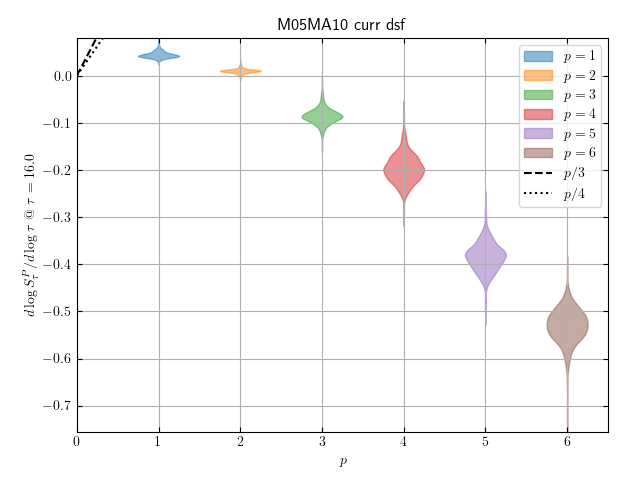 M05MA10 curr dsf
0.0
−0.1
−0.2
−0.3
−0.4
−0.5
−0.6
−0.7
d log S_τ^P / d log τ @ τ = 16.0
0 1 2 3 4 5 6
p
p = 1
p = 2
p = 3
p = 4
p = 5
p = 6
p/3
p/4